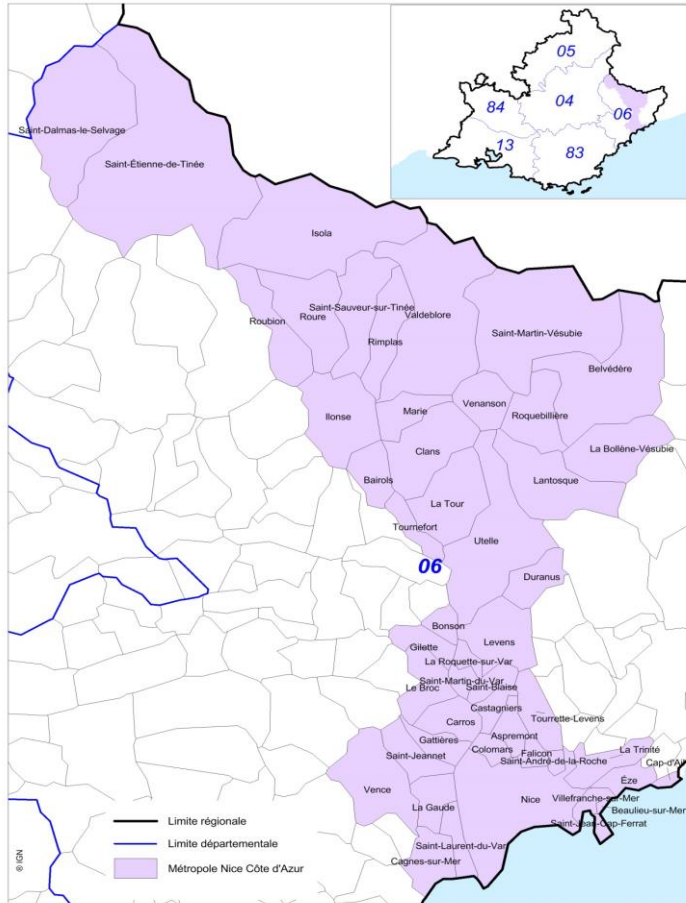 05
04
84
06
13
83
Saint-Dalmas-le-Selvage
Saint-Étienne-de-Tinée
Isola
Saint-Sauveur-sur-Tinée
Roubion
Roure
Valdeblore
Rimplas
Saint-Martin-Vésubie
Belvédère
Ilonse
Marie
Venanson
Roquebillière
Clans
La Bollène-Vésubie
Bairols
Lantosque
La Tour
Tournefort
Utelle
06
Duranus
Bonson
Levens
Gilette
La Roquette-sur-Var
Saint-Martin-du-Var
Le Broc
Saint-Blaise
Castagniers
Tourrette-Levens
Carros
Aspremont
Gattières
Colomars
Falicon
La Trinité
Saint-Jeannet
Saint-André-de-la-Roche
Cap-d'Ail
Éze
Vence
Nice
Villefranche-sur-Mer
La Gaude
Beaulieu-sur-Mer
Saint-Jean-Cap-Ferrat
Saint-Laurent-du-Var
Cagnes-sur-Mer
Limite régionale
Limite départementale
Métropole Nice Côte d'Azur
© IGN